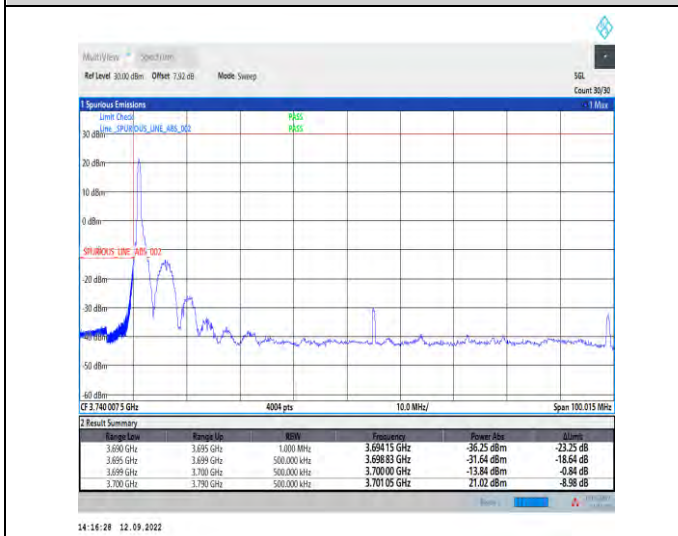 MultiView Spectrum
Ref Level 30.00 dBm Offset 7.92 dB Mode Sweep SGL
Count 30/30
1 Spurious Emissions 1 Max
Limit Check PASS
Line _SPURIOUS_LINE_ABS_002 PASS
30 dBm
20 dBm
10 dBm
0 dBm
_SPURIOUS_LINE_ABS_002
-20 dBm
-30 dBm
-40 dBm
-50 dBm
-60 dBm
CF 3.740 007 5 GHz 4004 pts 10.0 MHz/ Span 100.015 MHz
2 Result Summary
Range Low Range Up RBW Frequency Power Abs ΔLimit
3.690 GHz 3.695 GHz 1.000 MHz 3.694 15 GHz -36.25 dBm -23.25 dB
3.695 GHz 3.699 GHz 500.000 kHz 3.698 83 GHz -31.64 dBm -18.64 dB
3.699 GHz 3.700 GHz 500.000 kHz 3.700 00 GHz -13.84 dBm -0.84 dB
3.700 GHz 3.790 GHz 500.000 kHz 3.701 05 GHz 21.02 dBm -8.98 dB
14:16:28 12.09.2022